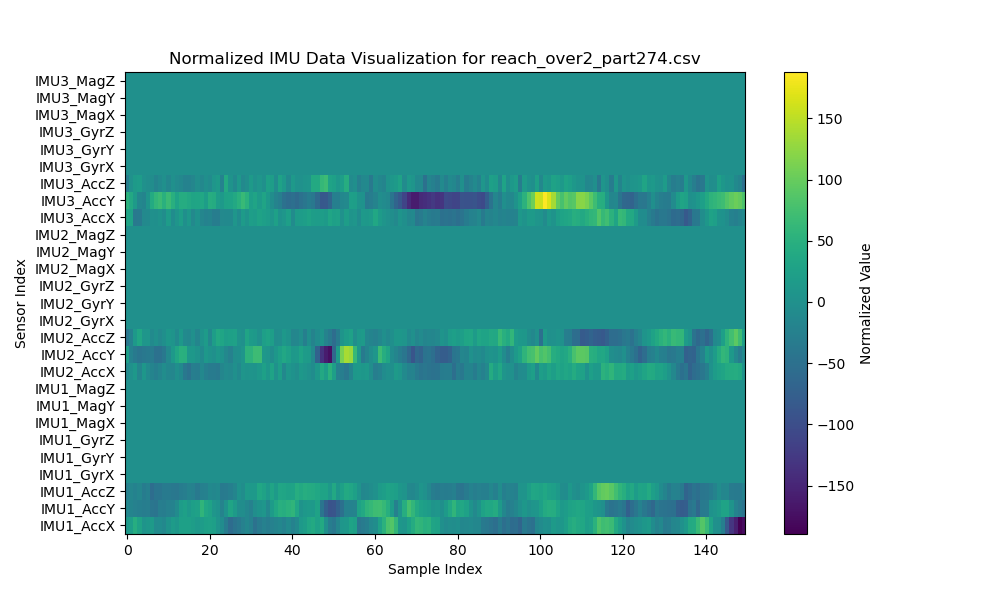 Normalized IMU Data Visualization for reach_over2_part274.csv
Sensor Index
IMU3_MagZ
IMU3_MagY
IMU3_MagX
IMU3_GyrZ
IMU3_GyrY
IMU3_GyrX
IMU3_AccZ
IMU3_AccY
IMU3_AccX
IMU2_MagZ
IMU2_MagY
IMU2_MagX
IMU2_GyrZ
IMU2_GyrY
IMU2_GyrX
IMU2_AccZ
IMU2_AccY
IMU2_AccX
IMU1_MagZ
IMU1_MagY
IMU1_MagX
IMU1_GyrZ
IMU1_GyrY
IMU1_GyrX
IMU1_AccZ
IMU1_AccY
IMU1_AccX
0 20 40 60 80 100 120 140
Sample Index
150
100
50
0
−50
−100
−150
Normalized Value